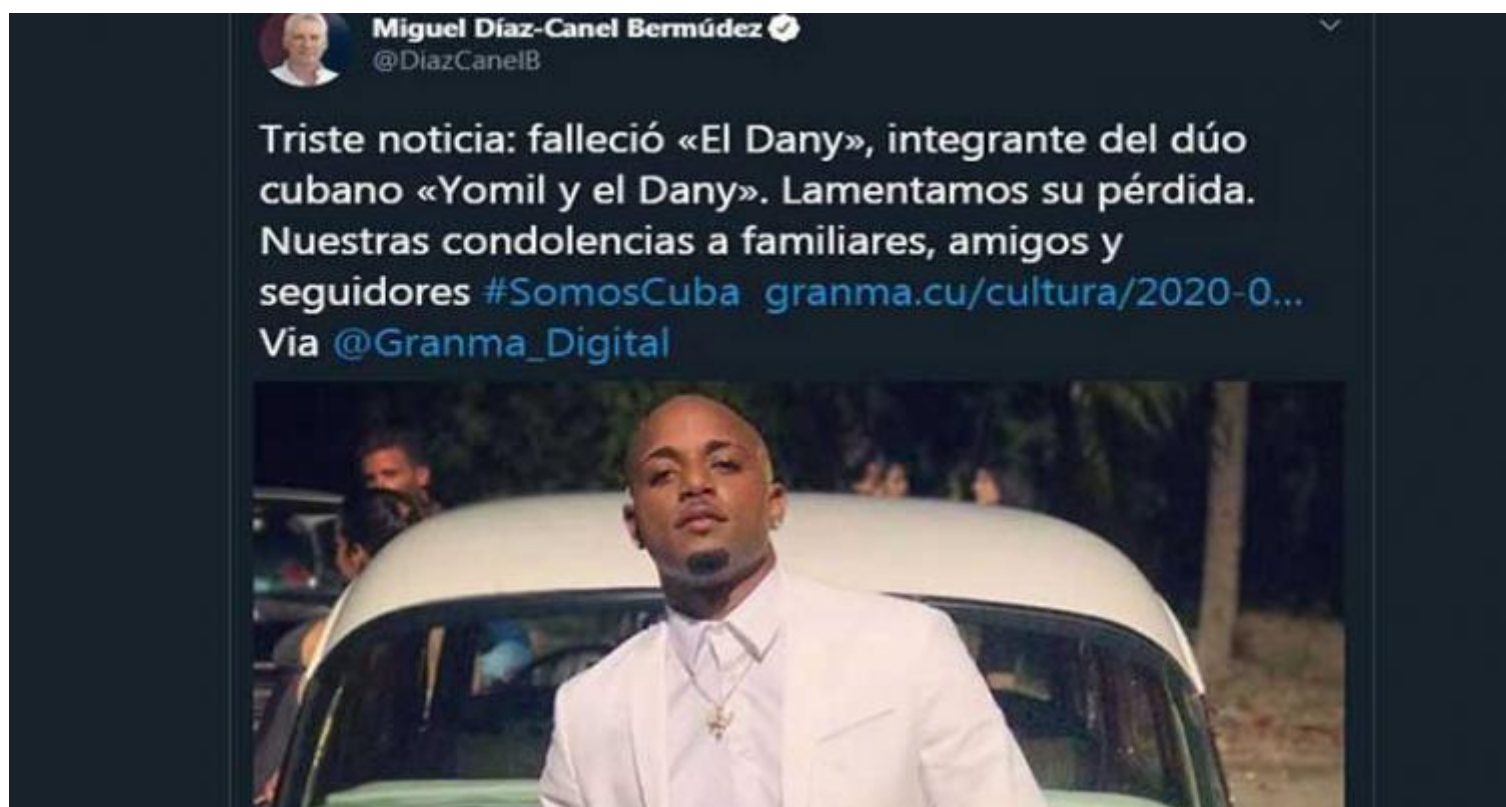 Miguel Díaz-Canel Bermúdez
@DiazCanelB
Triste noticia: falleció «El Dany», integrante del dúo
cubano «Yomil y el Dany». Lamentamos su pérdida.
Nuestras condolencias a familiares, amigos y
seguidores #SomosCuba granma.cu/cultura/2020-0...
Via @Granma_Digital